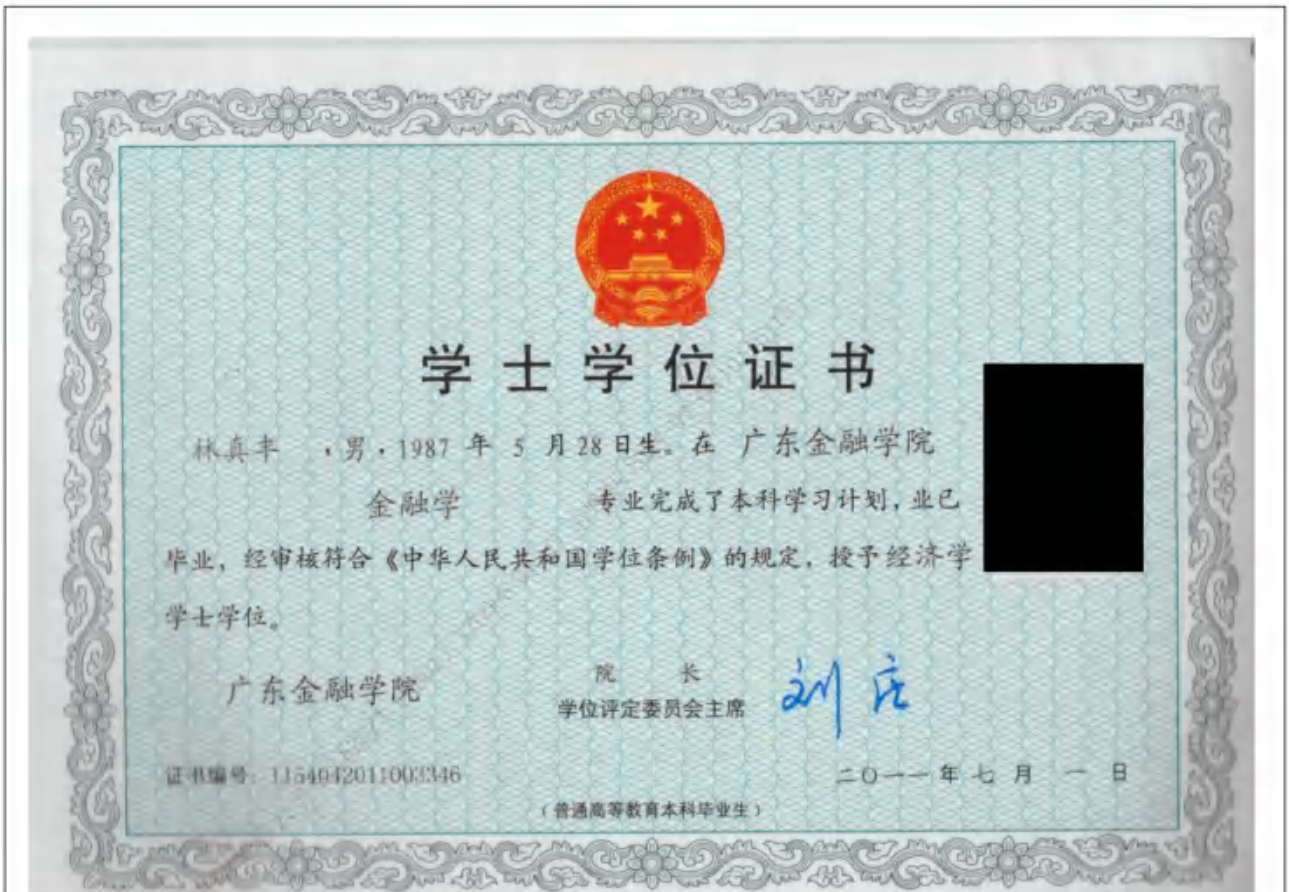 学士学位证书
林真丰 ,男,1987 年 5 月 28 日生。在 广东金融学院
金融学 专业完成了本科学习计划,业已
毕业,经审核符合《中华人民共和国学位条例》的规定,授予经济学
学士学位。
院 长
广东金融学院
学位评定委员会主席
证书编号:1154042011003346
二〇一一年七月一日
(普通高等教育本科毕业生)